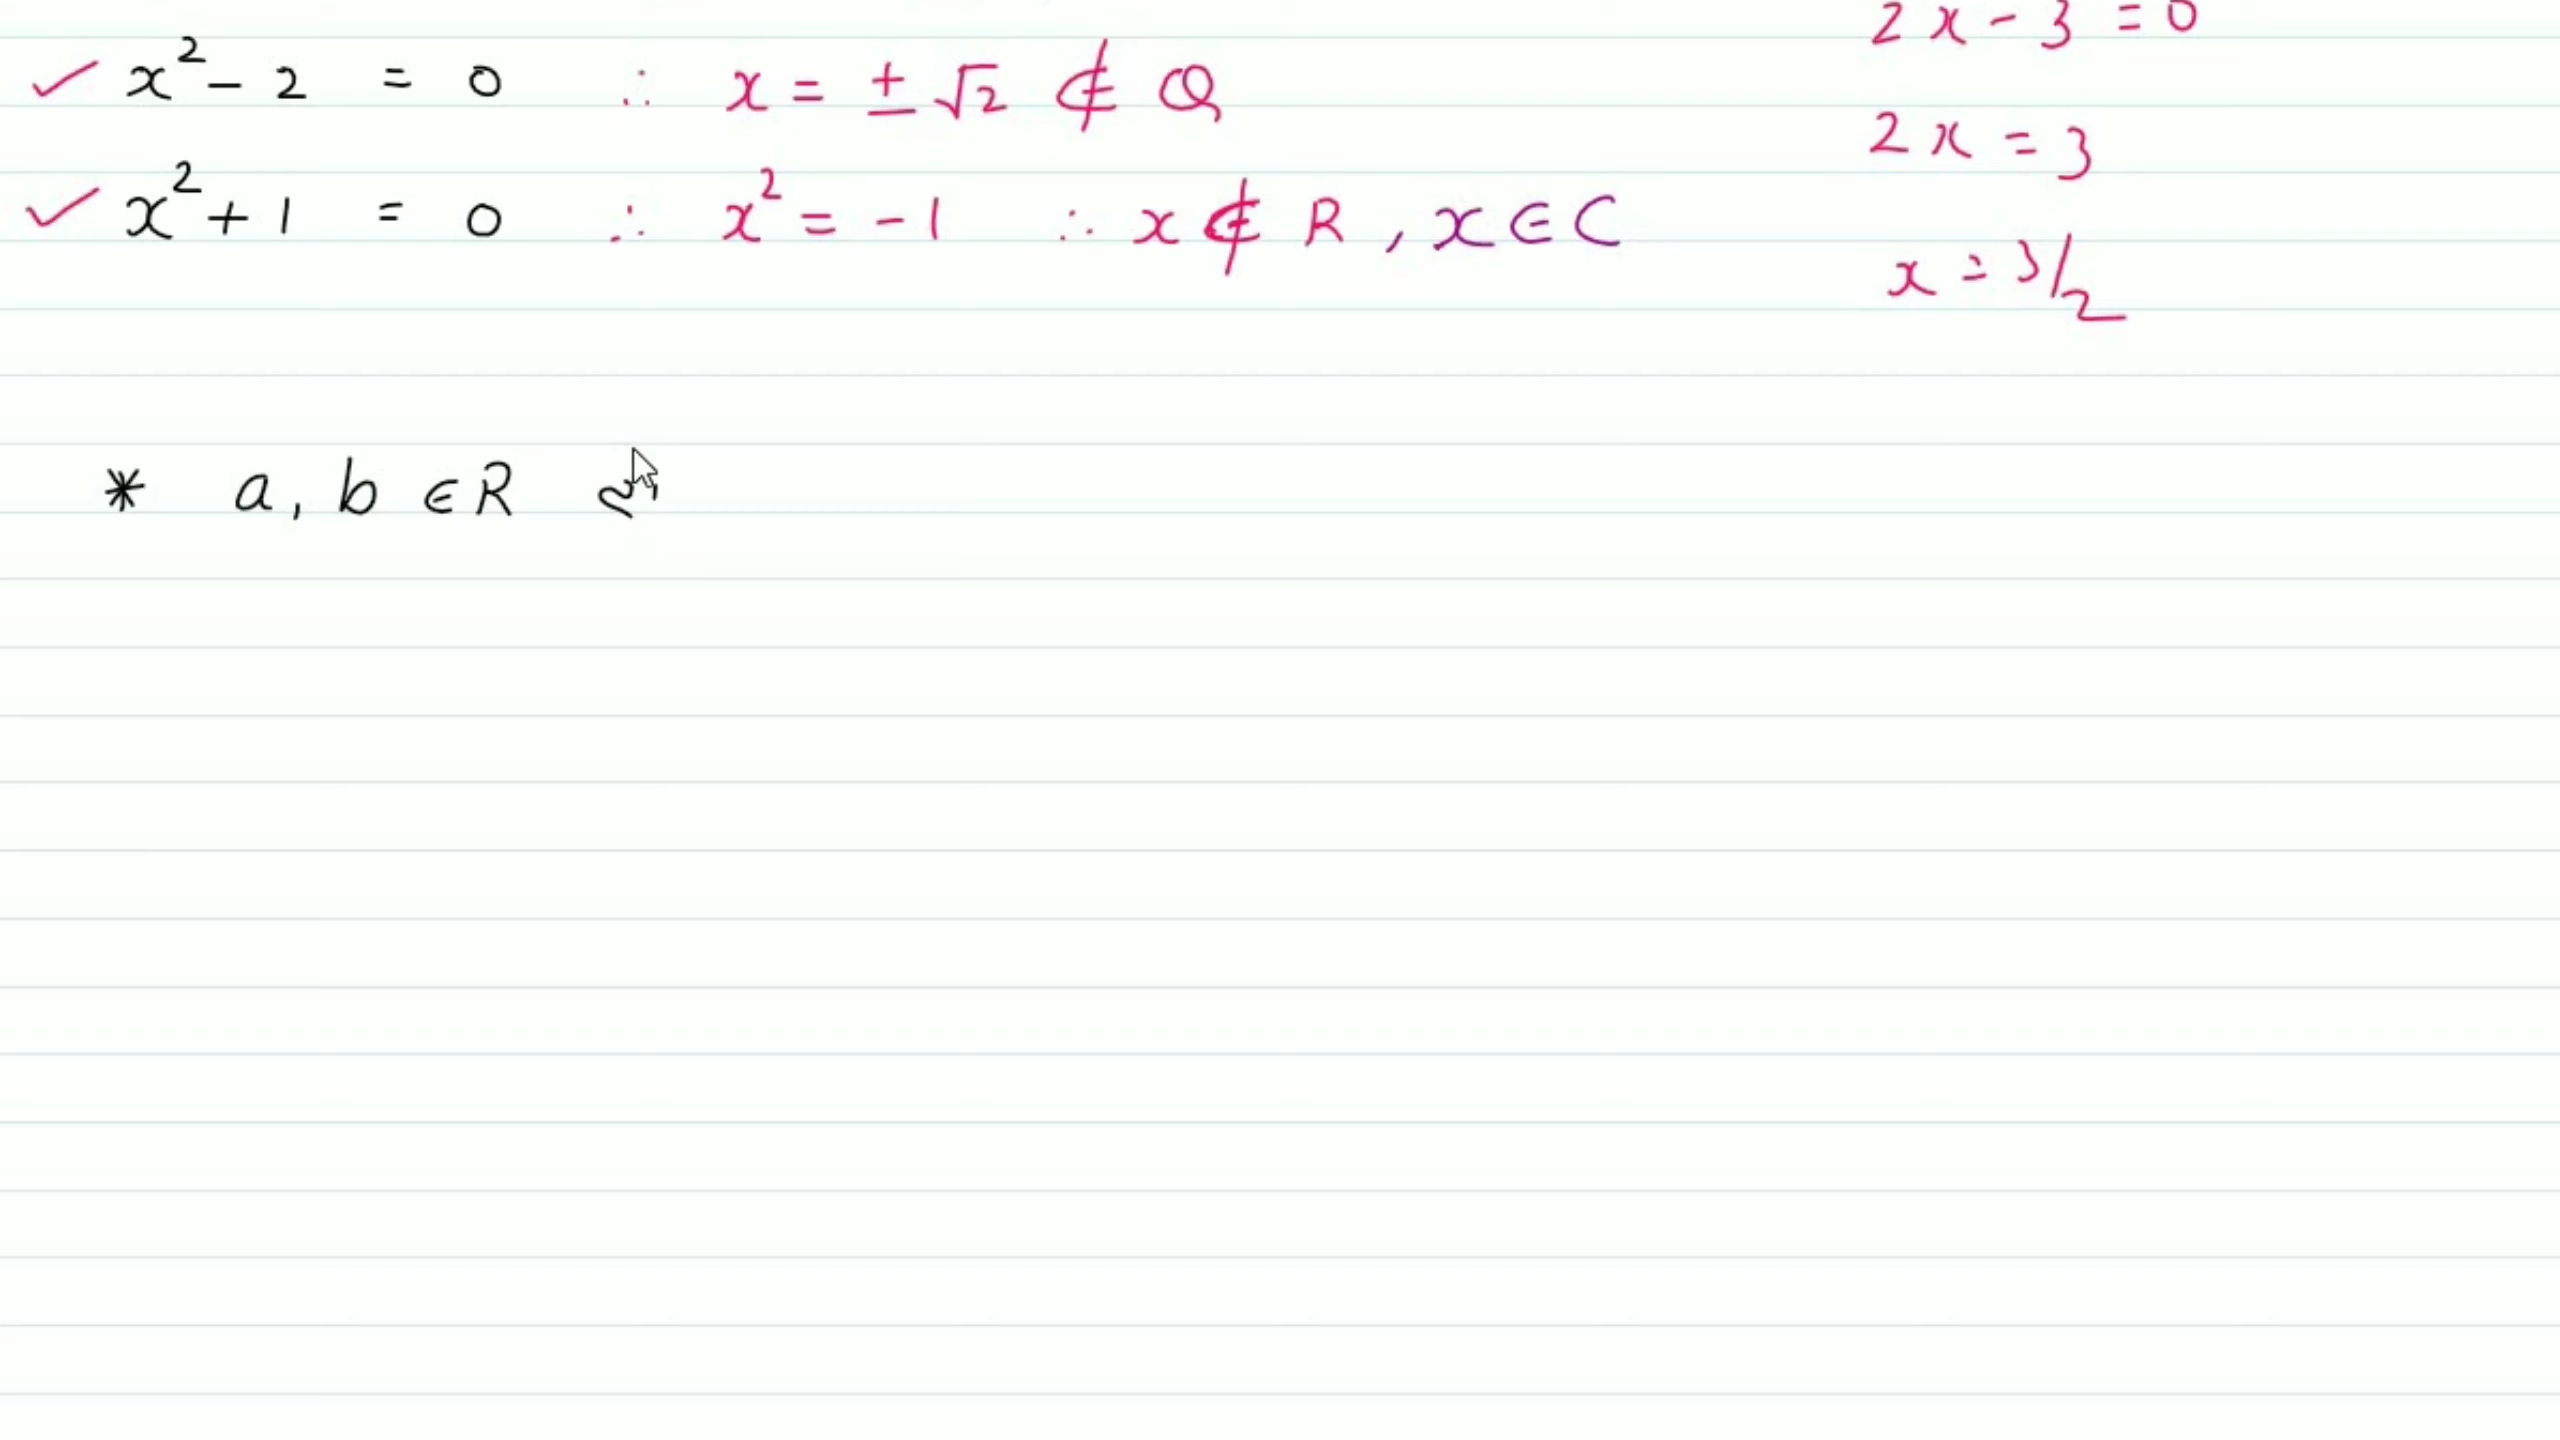 ✓ x² - 2 = 0 ∴ x = ± √2 ∉ Q
✓ x² + 1 = 0 ∴ x² = -1 ∴ x ∉ R, x ∈ C
2x - 3 = 0
2x = 3
x = 3/2
* a, b ∈ R